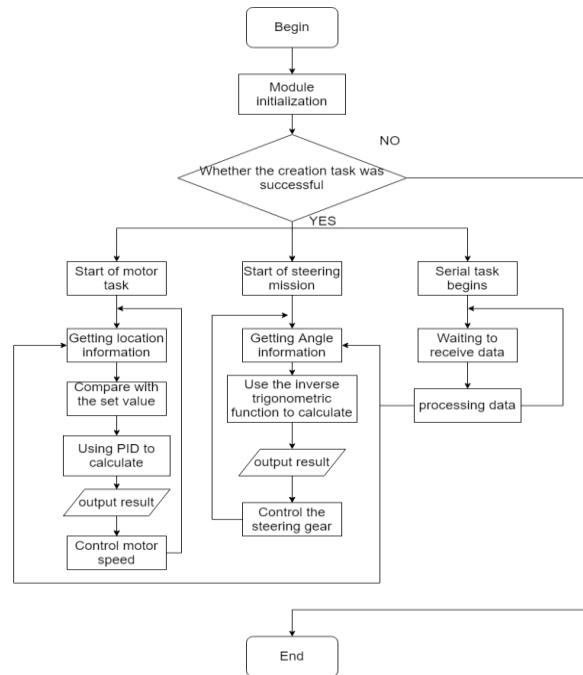 Begin
Module
initialization
NO
Whether the creation task was
successful
YES
Start of motor
task
Start of steering
mission
Serial task
begins
Getting location
information
Getting Angle
information
Waiting to
receive data
Compare with
the set value
Use the inverse
trigonometric
function to calculate
processing data
Using PID to
calculate
output result
output result
Control the
steering gear
Control motor
speed
End